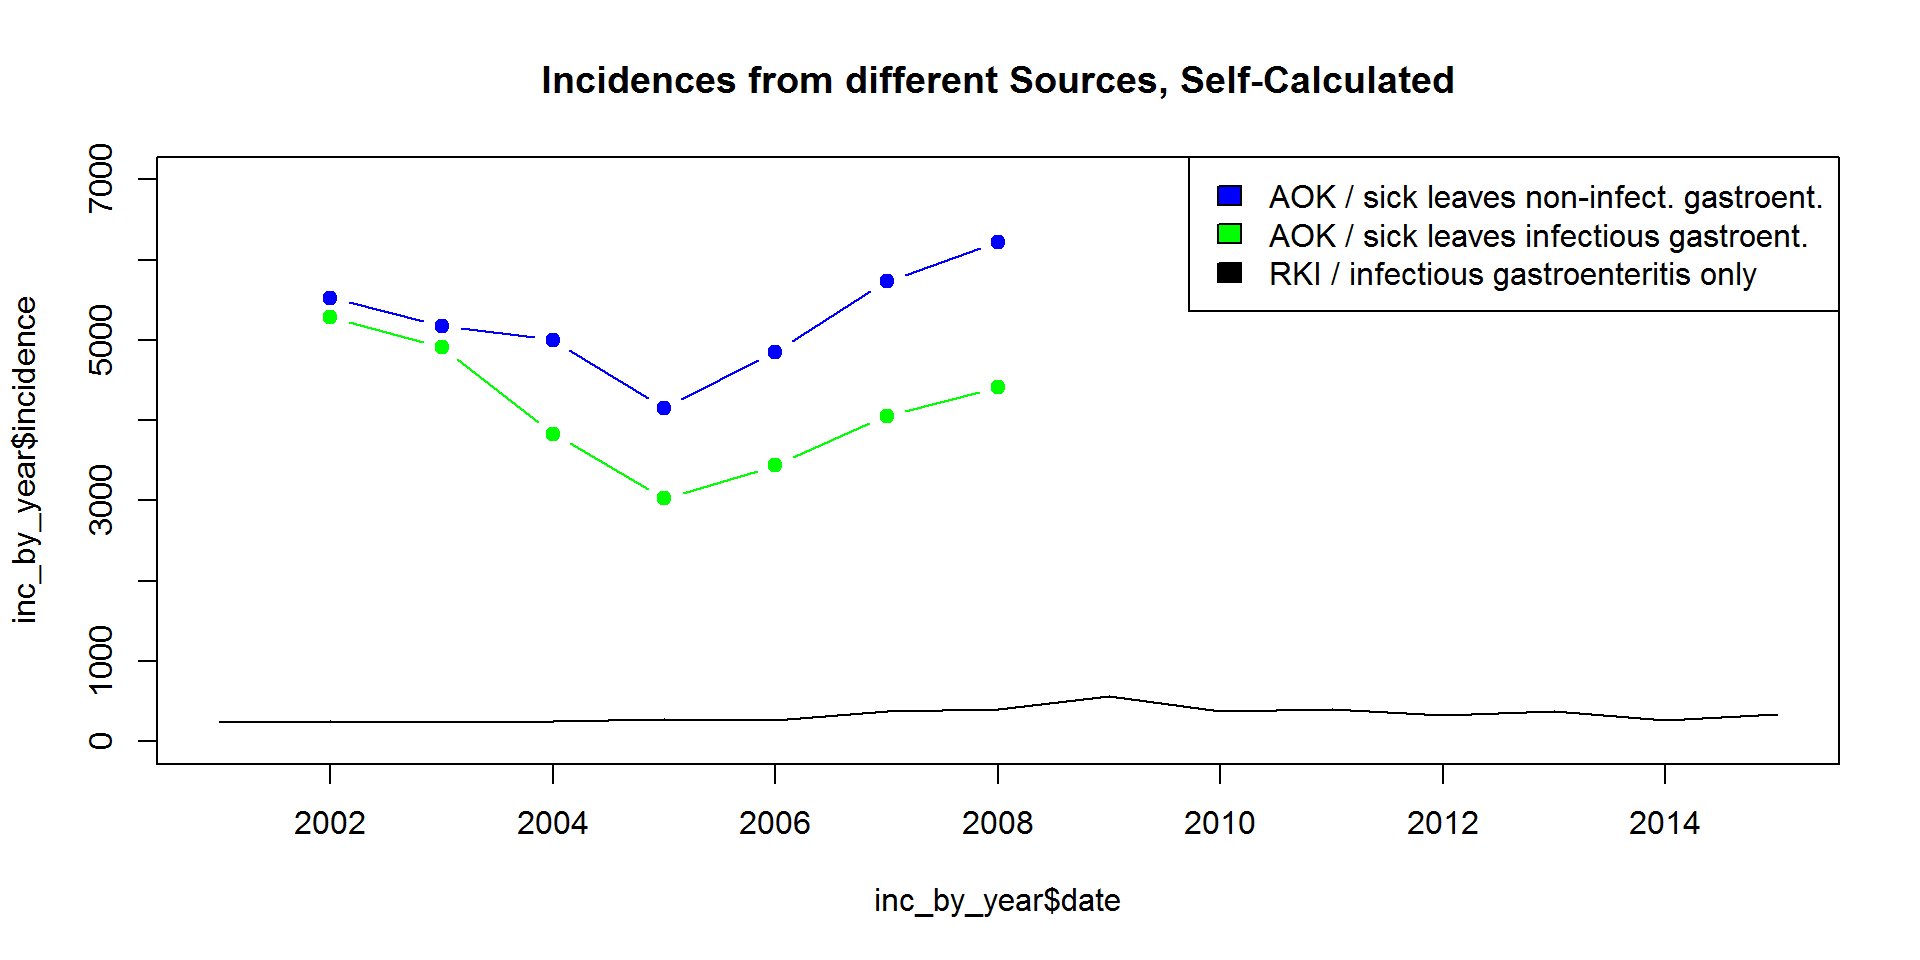 Incidences from different Sources, Self-Calculated
inc_by_year$incidence
7000
5000
3000
1000
0
AOK / sick leaves non-infect. gastroent.
AOK / sick leaves infectious gastroent.
RKI / infectious gastroenteritis only
2002 2004 2006 2008 2010 2012 2014
inc_by_year$date